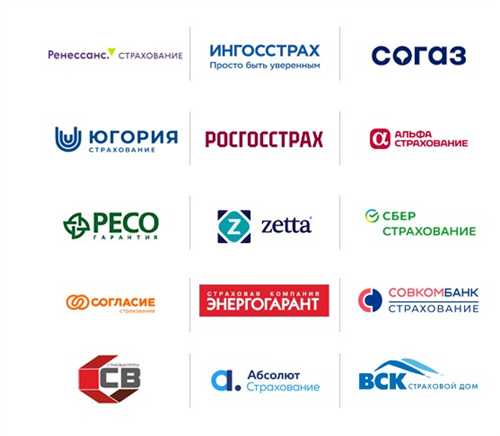 Ренессанс. СТРАХОВАНИЕ
ИНГОССТРАХ
Просто быть уверенным
СОГАЗ
ЮГОРИЯ
СТРАХОВАНИЕ
РОСГОССТРАХ
α АЛЬФА
СТРАХОВАНИЕ
РЕСО
ГАРАНТИЯ
Z zetta
СБЕР
СТРАХОВАНИЕ
СОГЛАСИЕ
страхование
СТРАХОВАЯ КОМПАНИЯ
ЭНЕРГОГАРАНТ
СОВКОМБАНК
СТРАХОВАНИЕ
СВ
а. Абсолют
Страхование
ВСК СТРАХОВОЙ ДОМ